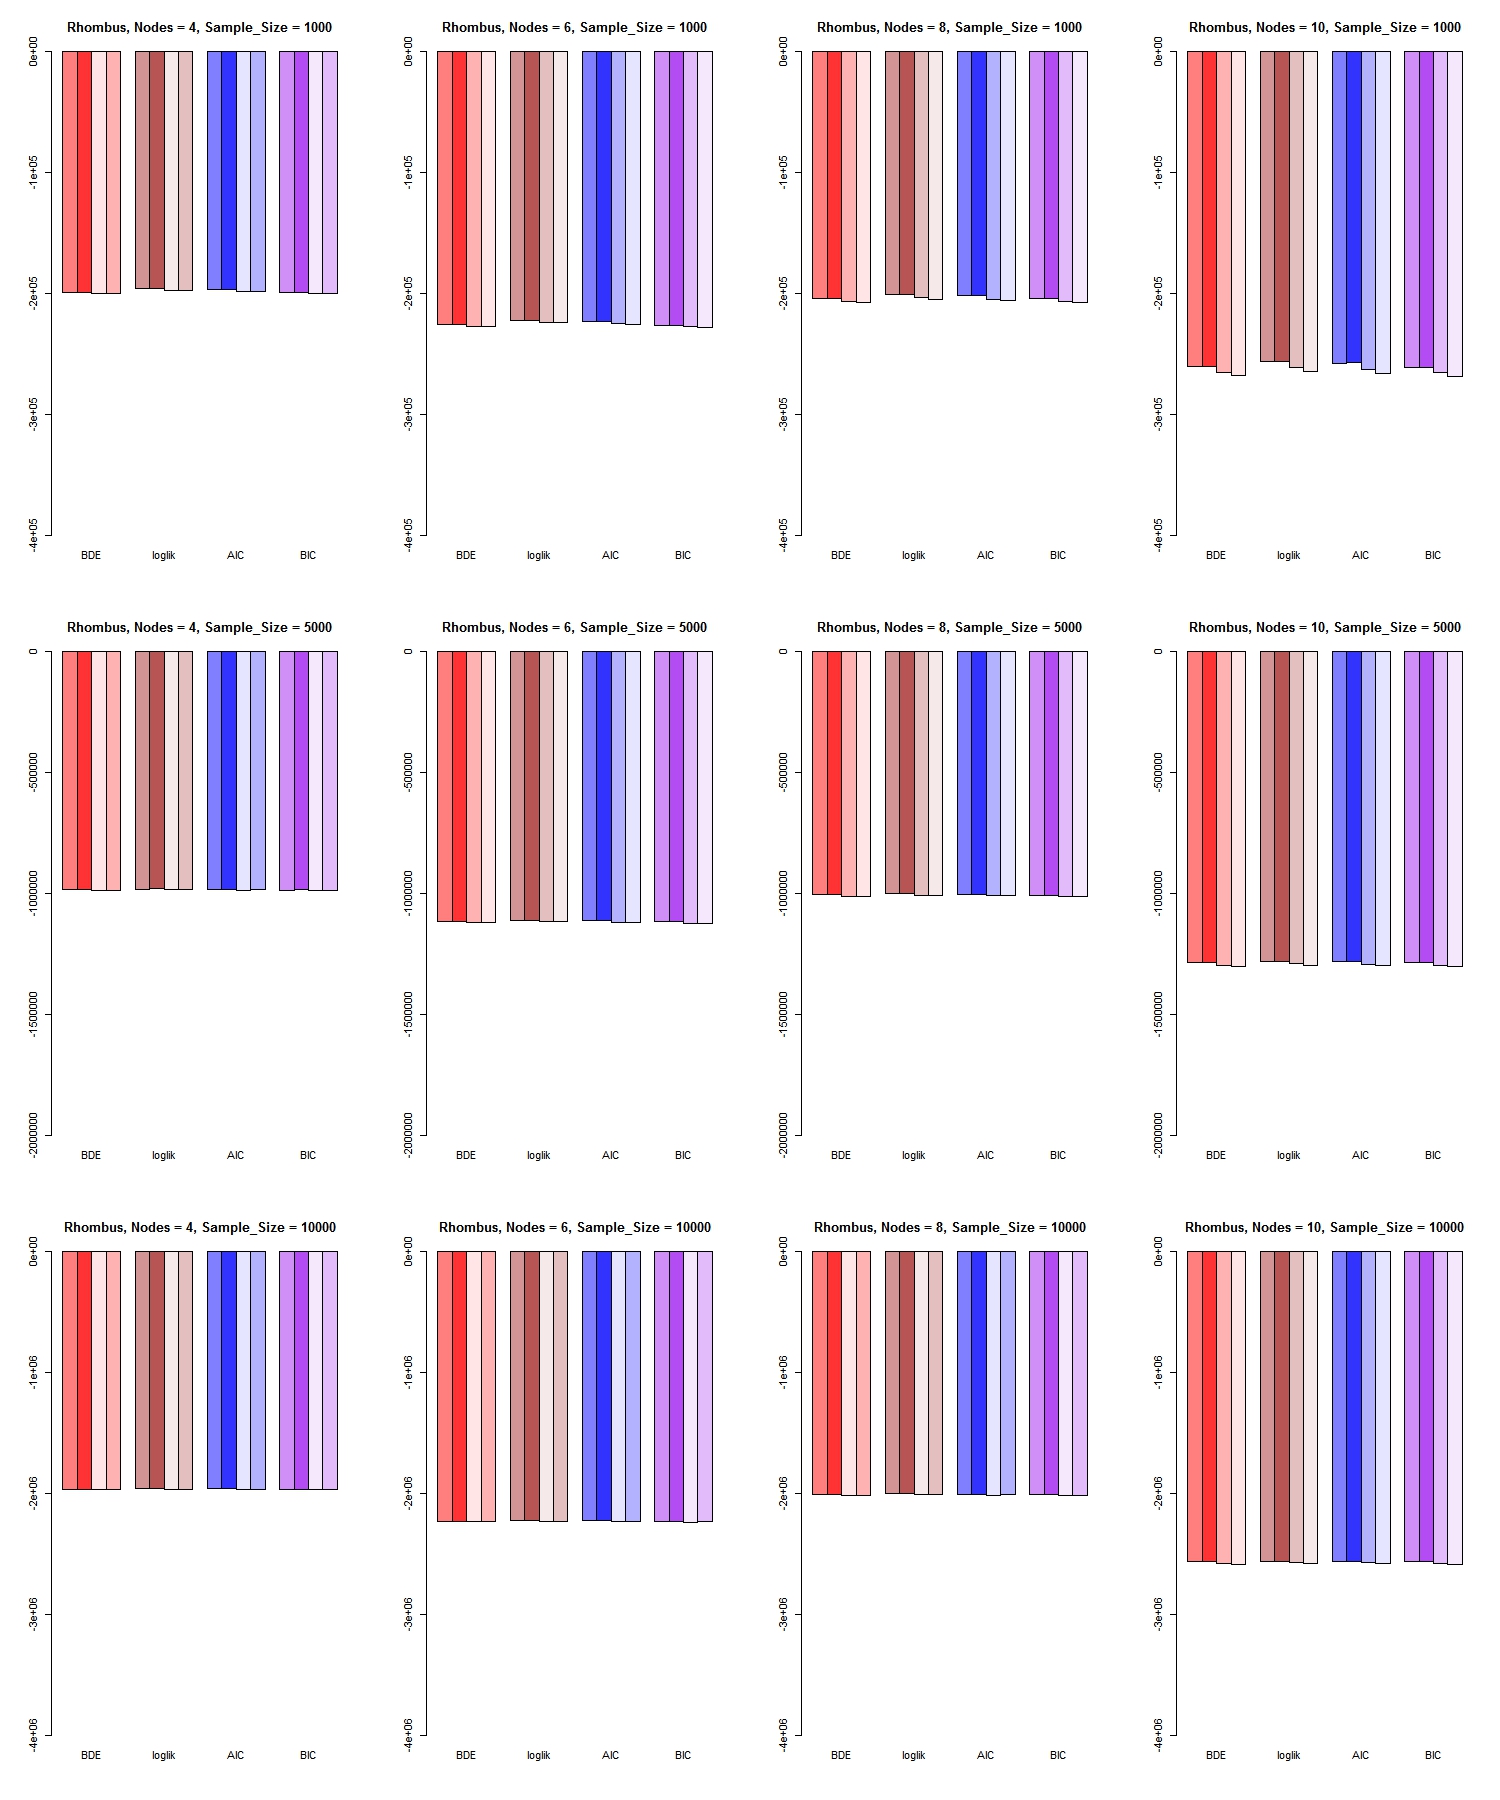 Rhombus, Nodes = 4, Sample_Size = 1000
0e+00
-1e+05
-2e+05
-3e+05
-4e+05
BDE loglik AIC BIC
Rhombus, Nodes = 6, Sample_Size = 1000
0e+00
-1e+05
-2e+05
-3e+05
-4e+05
BDE loglik AIC BIC
Rhombus, Nodes = 8, Sample_Size = 1000
0e+00
-1e+05
-2e+05
-3e+05
-4e+05
BDE loglik AIC BIC
Rhombus, Nodes = 10, Sample_Size = 1000
0e+00
-1e+05
-2e+05
-3e+05
-4e+05
BDE loglik AIC BIC
Rhombus, Nodes = 4, Sample_Size = 5000
0
-500000
-1000000
-1500000
-2000000
BDE loglik AIC BIC
Rhombus, Nodes = 6, Sample_Size = 5000
0
-500000
-1000000
-1500000
-2000000
BDE loglik AIC BIC
Rhombus, Nodes = 8, Sample_Size = 5000
0
-500000
-1000000
-1500000
-2000000
BDE loglik AIC BIC
Rhombus, Nodes = 10, Sample_Size = 5000
0
-500000
-1000000
-1500000
-2000000
BDE loglik AIC BIC
Rhombus, Nodes = 4, Sample_Size = 10000
0e+00
-1e+06
-2e+06
-3e+06
-4e+06
BDE loglik AIC BIC
Rhombus, Nodes = 6, Sample_Size = 10000
0e+00
-1e+06
-2e+06
-3e+06
-4e+06
BDE loglik AIC BIC
Rhombus, Nodes = 8, Sample_Size = 10000
0e+00
-1e+06
-2e+06
-3e+06
-4e+06
BDE loglik AIC BIC
Rhombus, Nodes = 10, Sample_Size = 10000
0e+00
-1e+06
-2e+06
-3e+06
-4e+06
BDE loglik AIC BIC